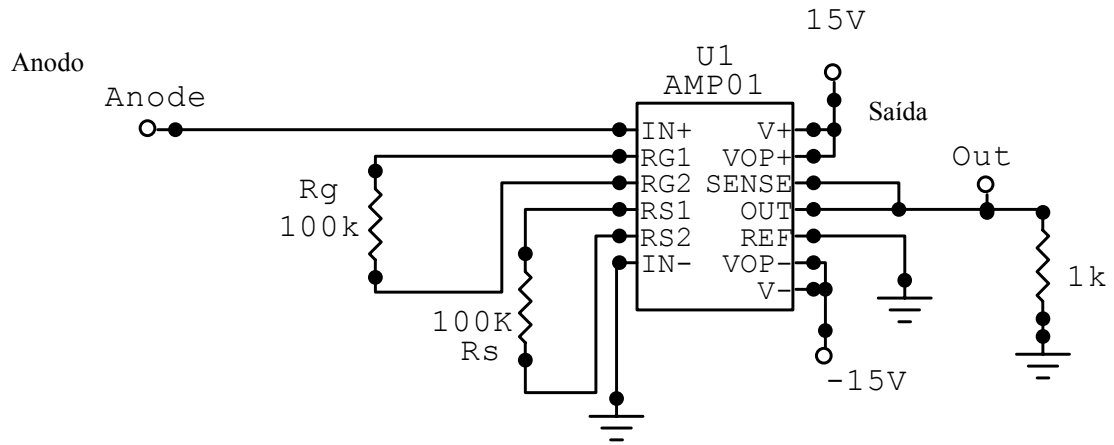 15V
Anodo
Anode
U1
AMP01
Saída
IN+
RG1
RG2
RS1
RS2
IN-
V+
VOP+
SENSE
OUT
REF
VOP-
V-
Out
Rg
100k
100K
Rs
1k
-15V